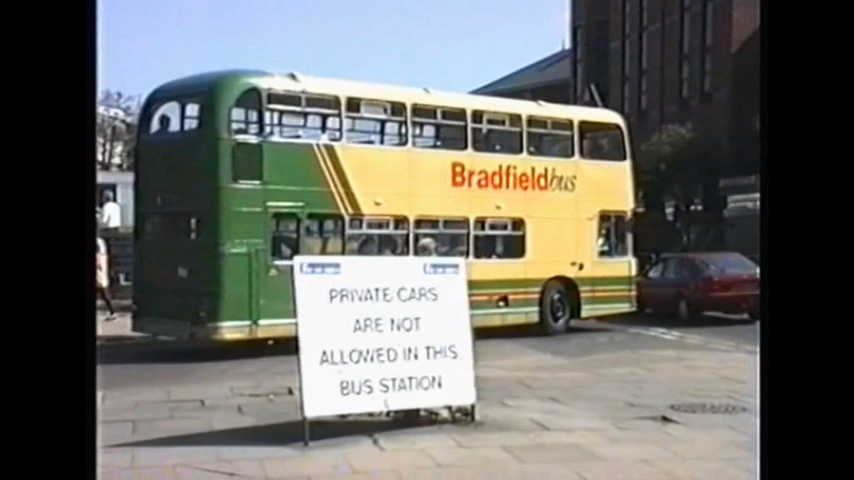 Bradfieldbus
PRIVATE CARS
ARE NOT
ALLOWED IN THIS
BUS STATION